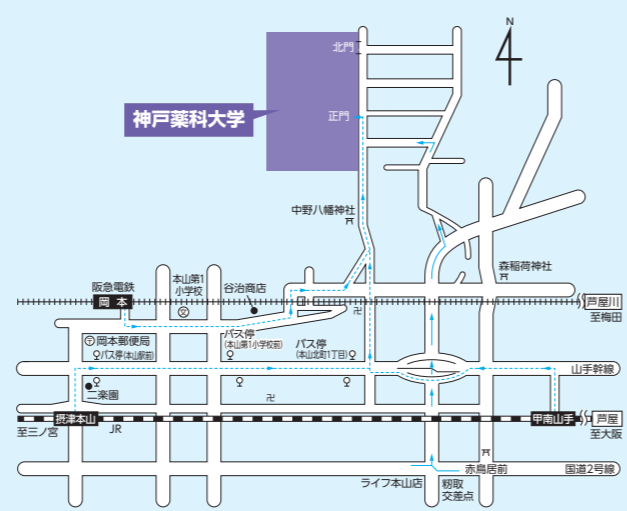 N
北門
神戸薬科大学
正門
中野八幡神社
森稲荷神社
阪急電鉄
岡本
本山第1
小学校
谷治商店
芦屋川
至梅田
文
〒岡本郵便局
バス停(本山駅前)
バス停
(本山第1小学校前)
バス停
(本山北町1丁目)
卍
山手幹線
二楽園
卍
摂津本山
甲南山手
芦屋
至三ノ宮
JR
至大阪
赤鳥居前
国道2号線
ライフ本山店
籾取
交差点